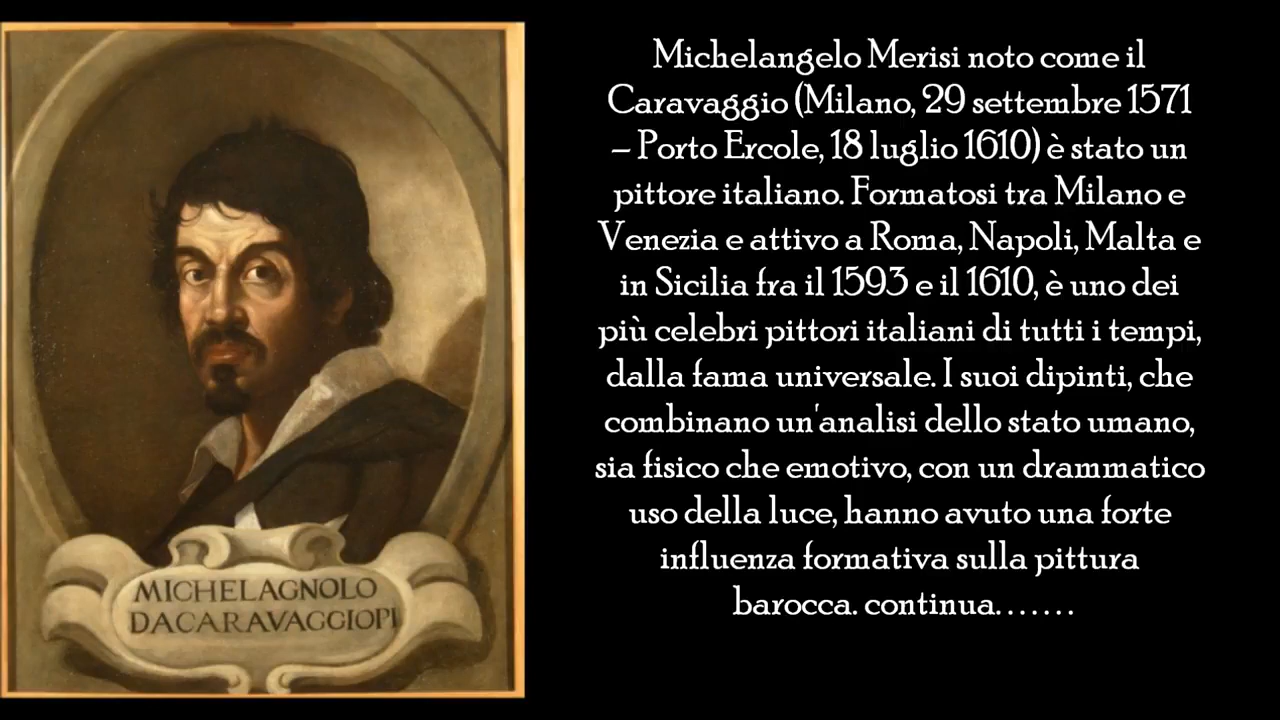 Michelangelo Merisi noto come il
Caravaggio (Milano, 29 settembre 1571
– Porto Ercole, 18 luglio 1610) è stato un
pittore italiano. Formatosi tra Milano e
Venezia e attivo a Roma, Napoli, Malta e
in Sicilia fra il 1593 e il 1610, è uno dei
più celebri pittori italiani di tutti i tempi,
dalla fama universale. I suoi dipinti, che
combinano un'analisi dello stato umano,
sia fisico che emotivo, con un drammatico
uso della luce, hanno avuto una forte
influenza formativa sulla pittura
barocca. continua.......
MICHELAGNOLO
DACARAVAGGIOPI